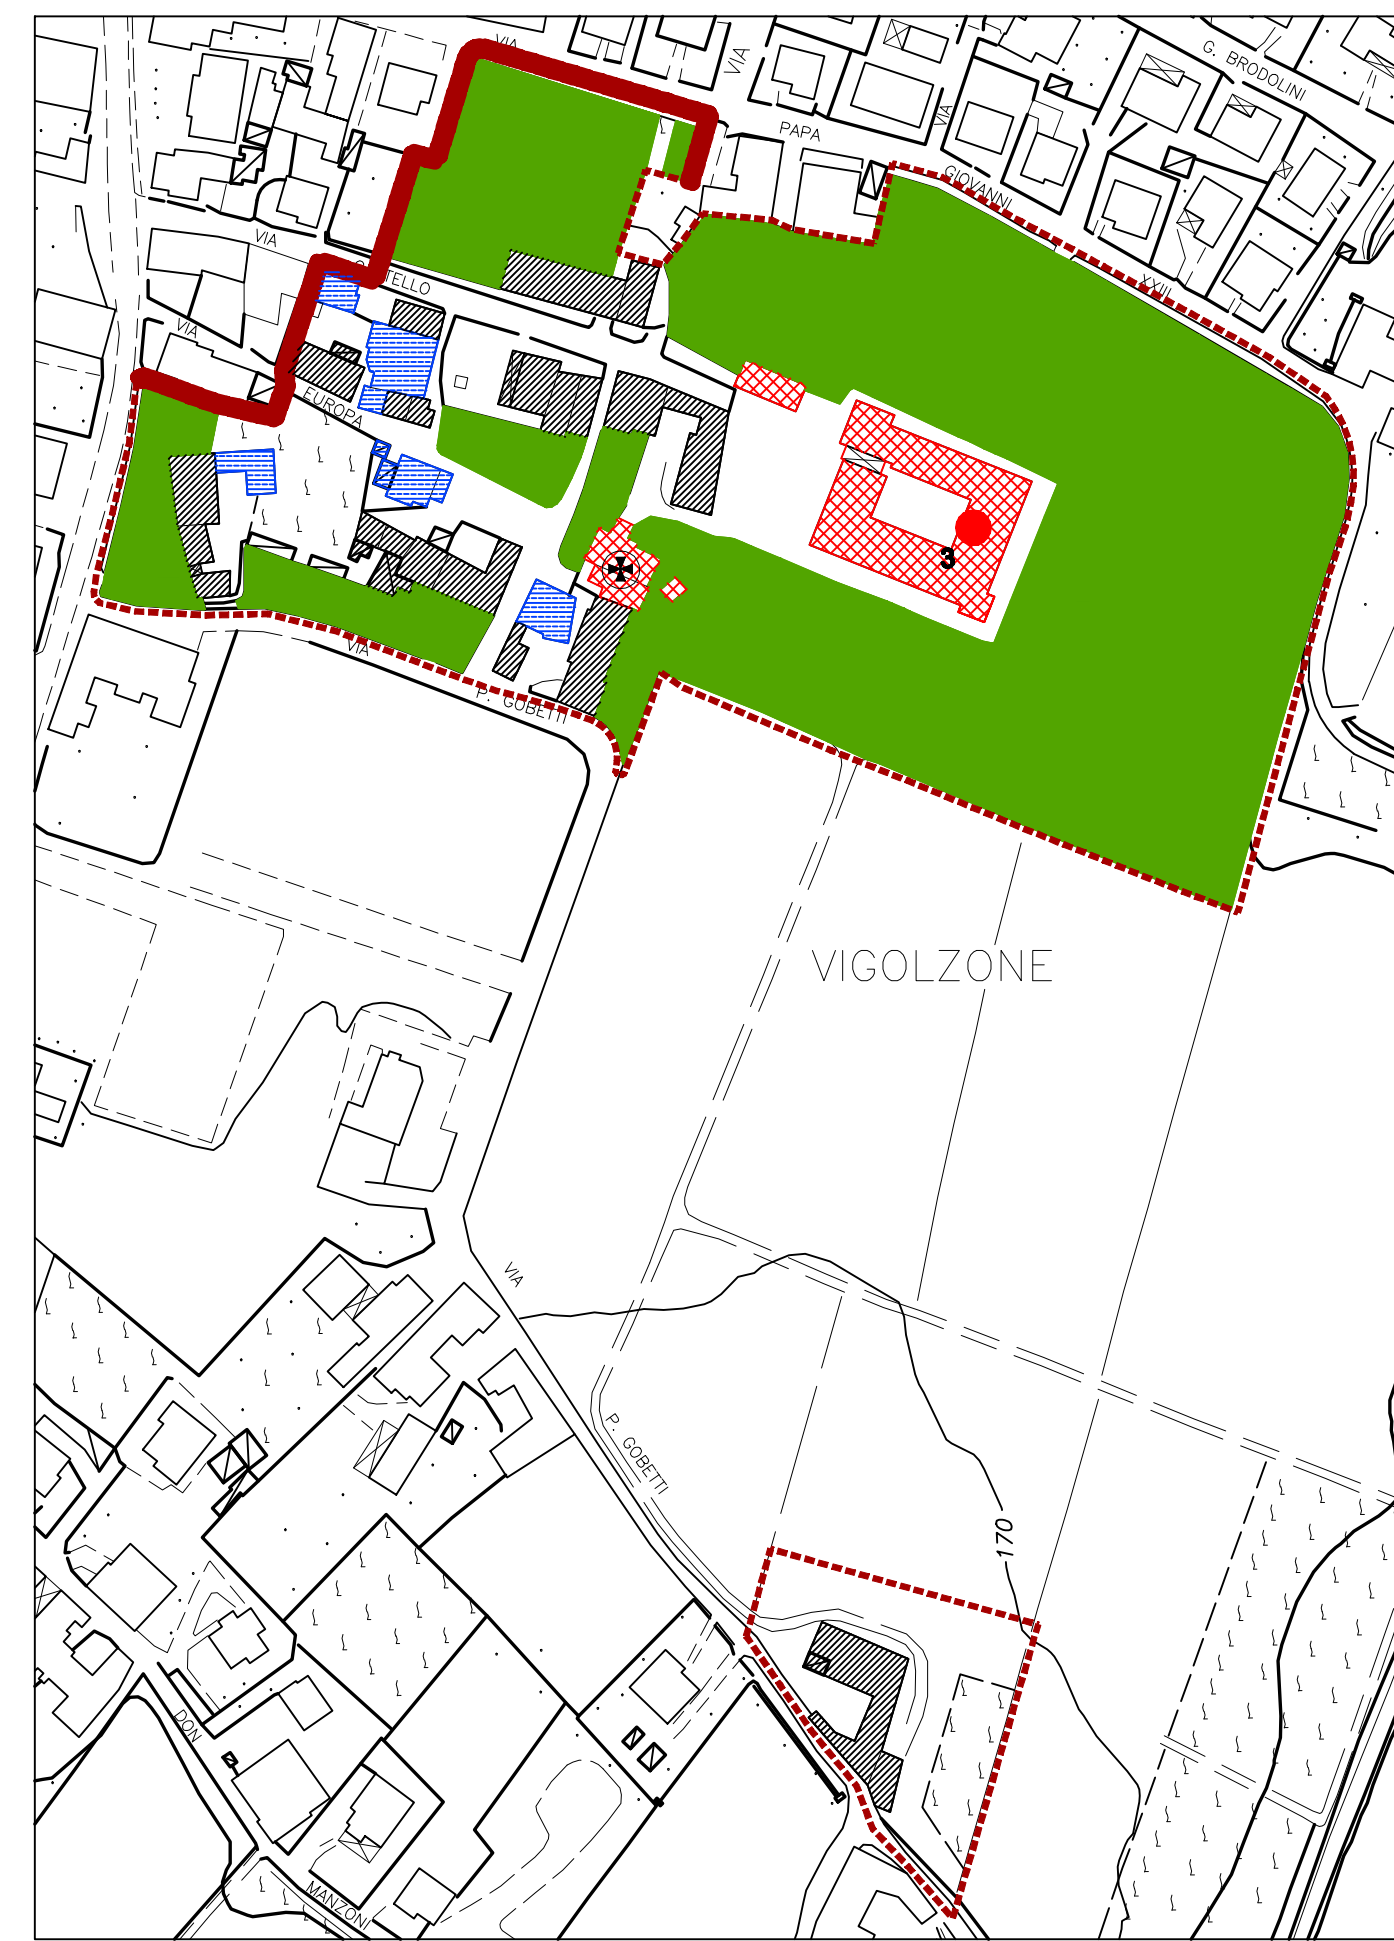 VIA
VIA
G. BRODOLINI
PAPA
VIA
GIOVANNI
XXIII
VIA
CASTELLO
VIA
EUROPA
3
VIA
P. GOBETTI
VIGOLZONE
VIA
P. GOBETTI
170
DON
MANZONI